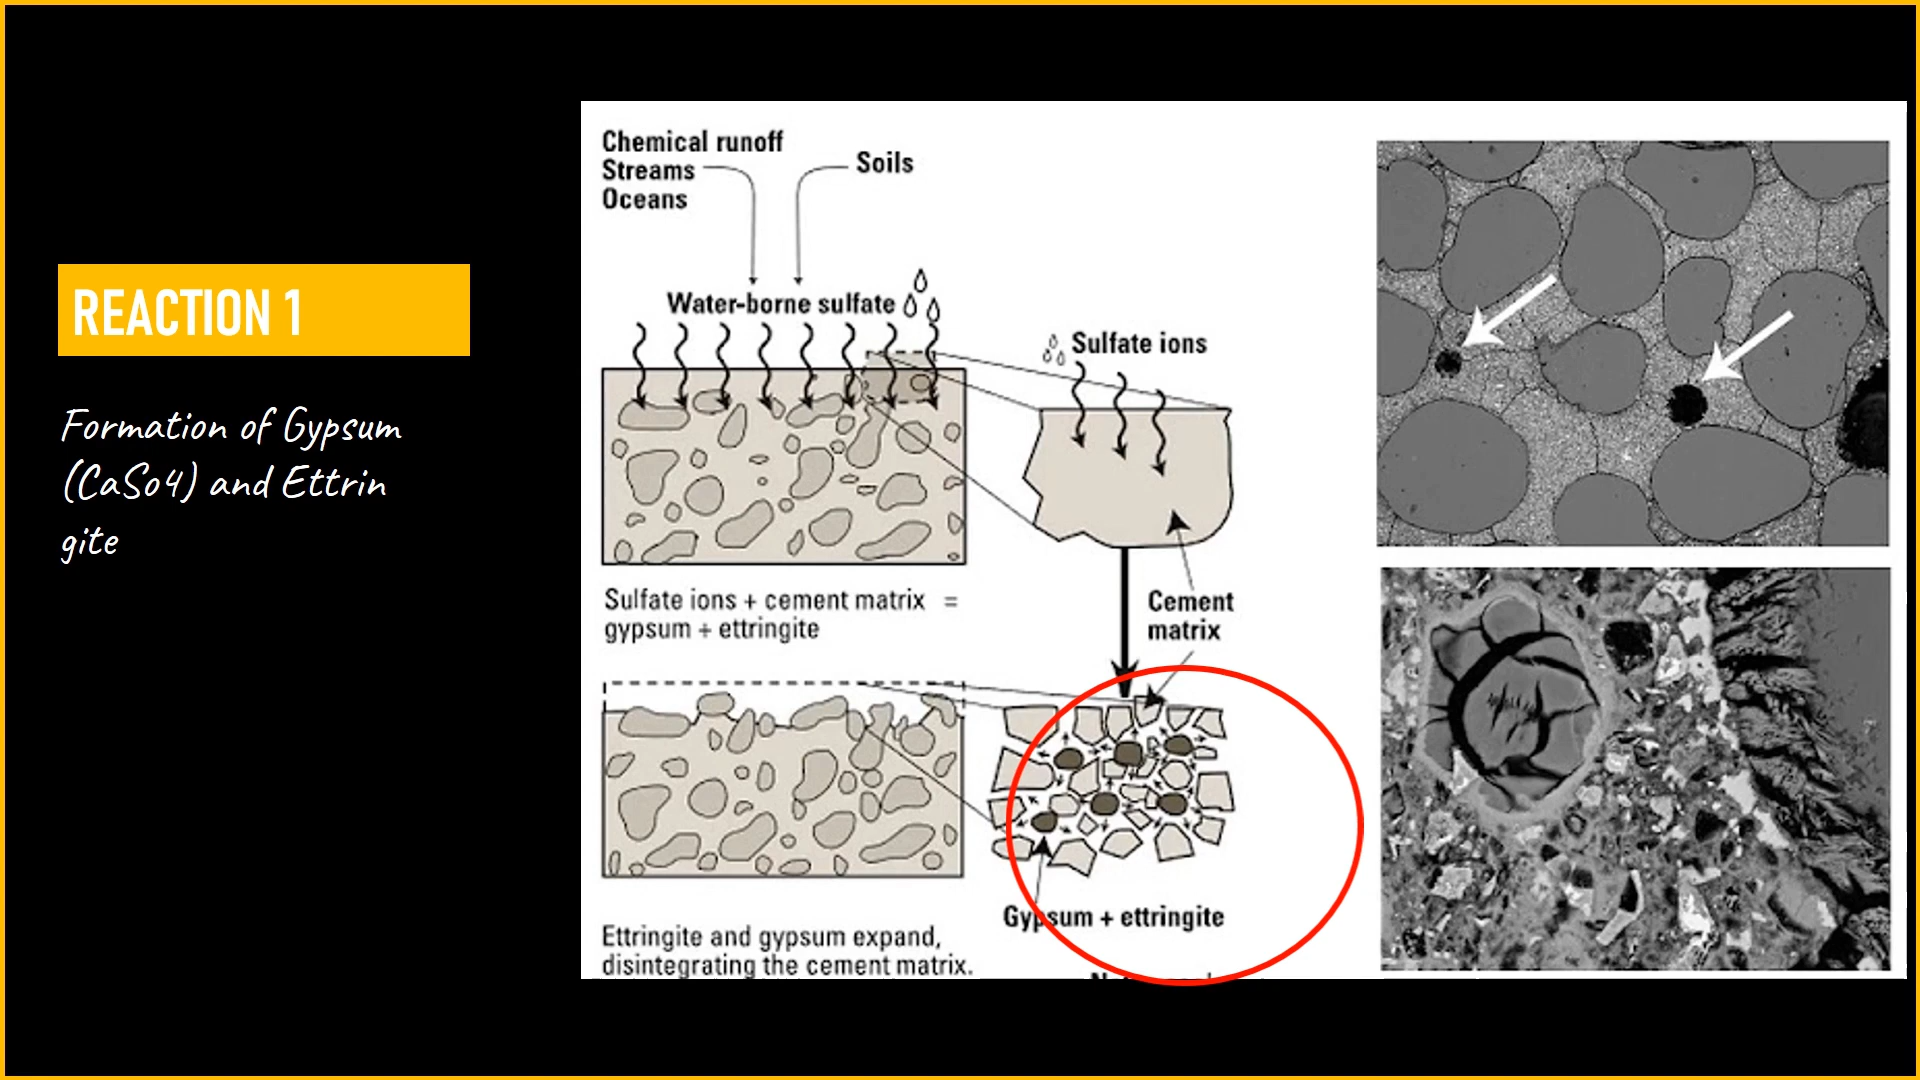 REACTION 1
Formation of Gypsum
(CaSo4) and Ettrin
gite
Chemical runoff
Streams
Oceans
Soils
Water-borne sulfate
Sulfate ions
Sulfate ions + cement matrix =
gypsum + ettringite
Cement
matrix
Gypsum + ettringite
Ettringite and gypsum expand,
disintegrating the cement matrix.